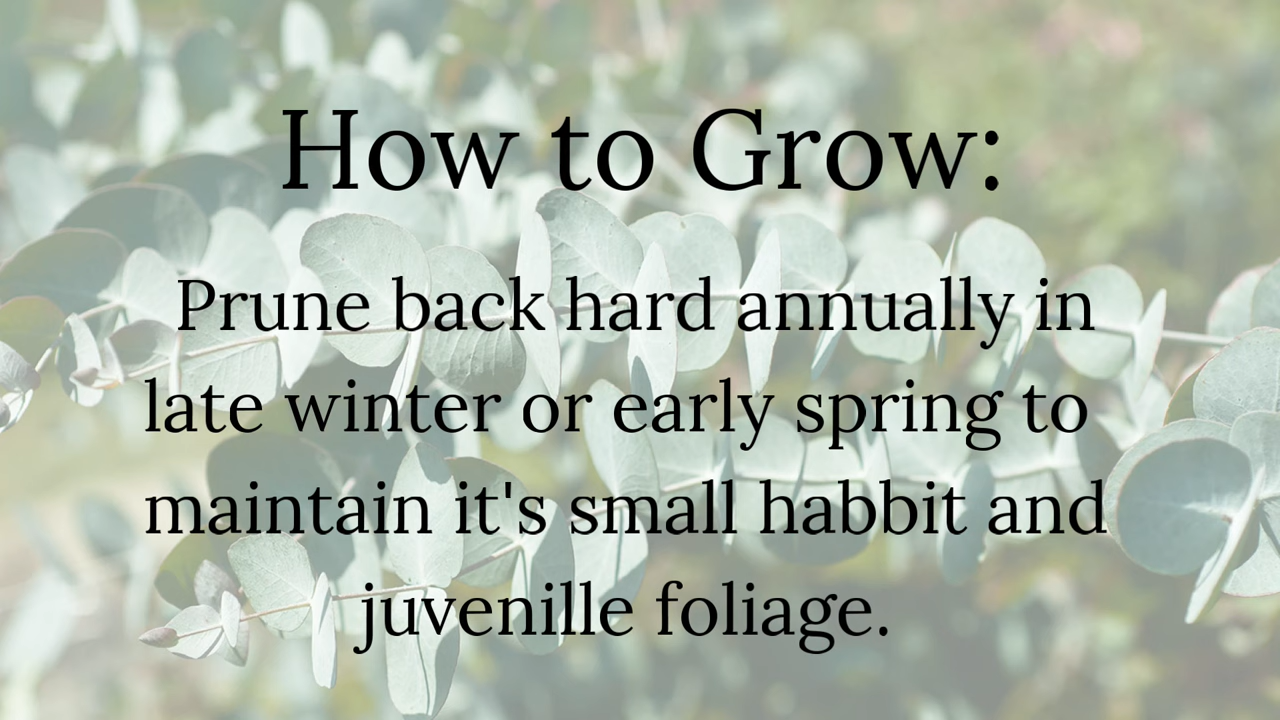 How to Grow:
Prune back hard annually in
late winter or early spring to
maintain it's small habbit and
juvenille foliage.